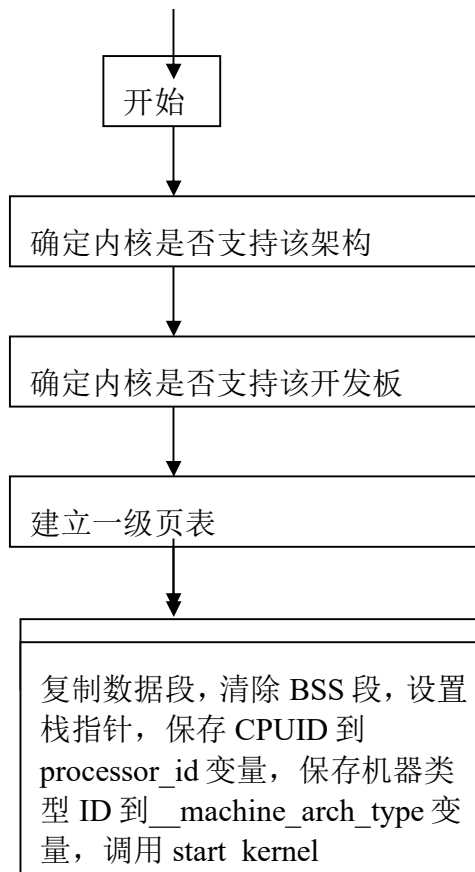 开始
确定内核是否支持该架构
确定内核是否支持该开发板
建立一级页表
复制数据段，清除 BSS 段，设置
栈指针，保存 CPUID 到
processor_id 变量，保存机器类
型 ID 到__machine_arch_type 变
量，调用 start_kernel